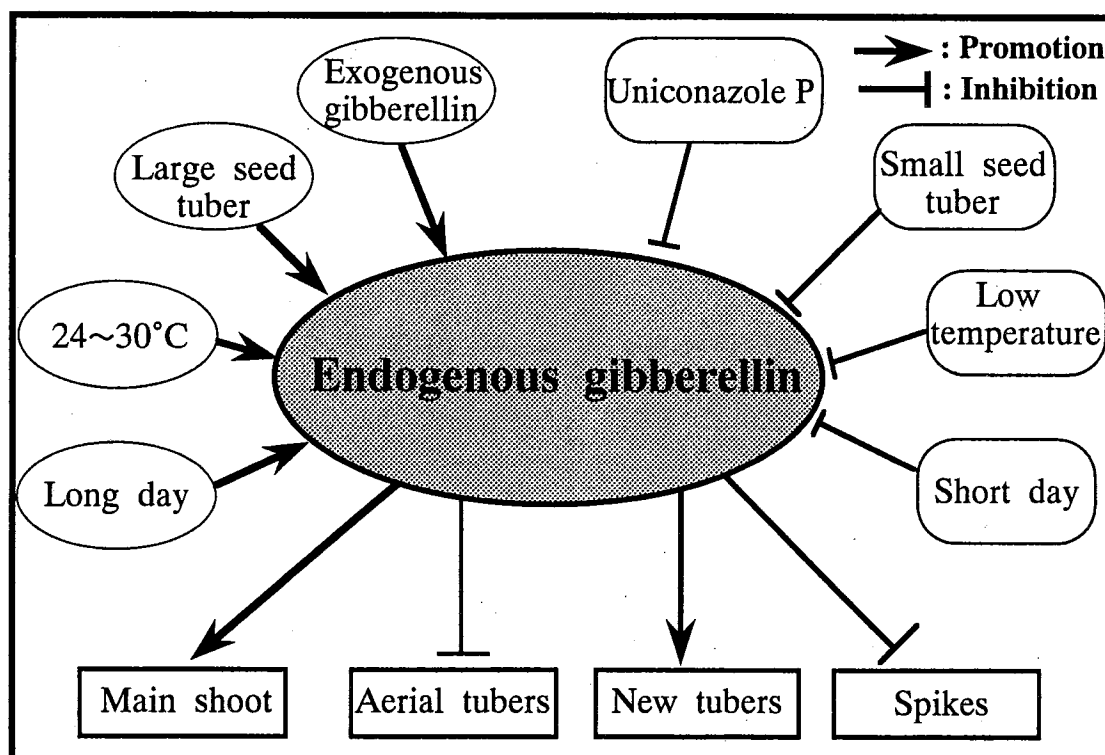 Exogenous
gibberellin
Uniconazole P
: Promotion
: Inhibition
Large seed
tuber
Small seed
tuber
24~30°C
Low
temperature
Endogenous gibberellin
Long day
Short day
Main shoot
Aerial tubers
New tubers
Spikes